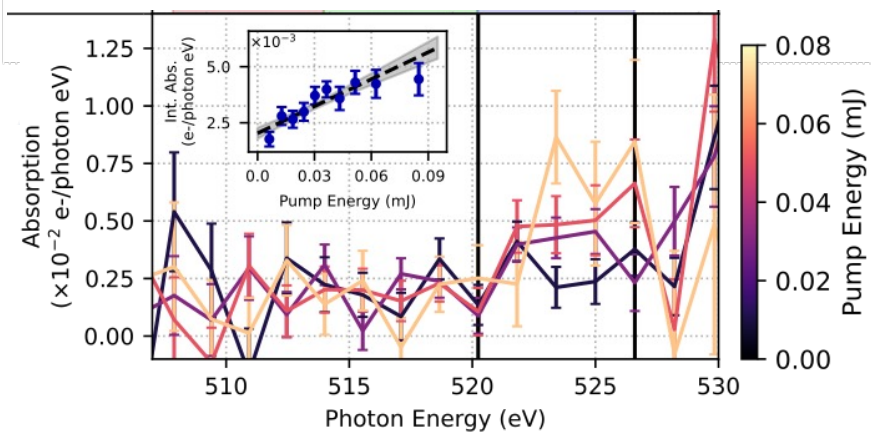 ×10⁻³
5.0
2.5
Int. Abs.
(e-/photon eV)
0.0 0.03 0.06 0.09
Pump Energy (mJ)
1.25
1.00
0.75
0.50
0.25
0.00
Absorption
(×10⁻² e-/photon eV)
510 515 520 525 530
Photon Energy (eV)
0.08
0.06
0.04
0.02
0.00
Pump Energy (mJ)